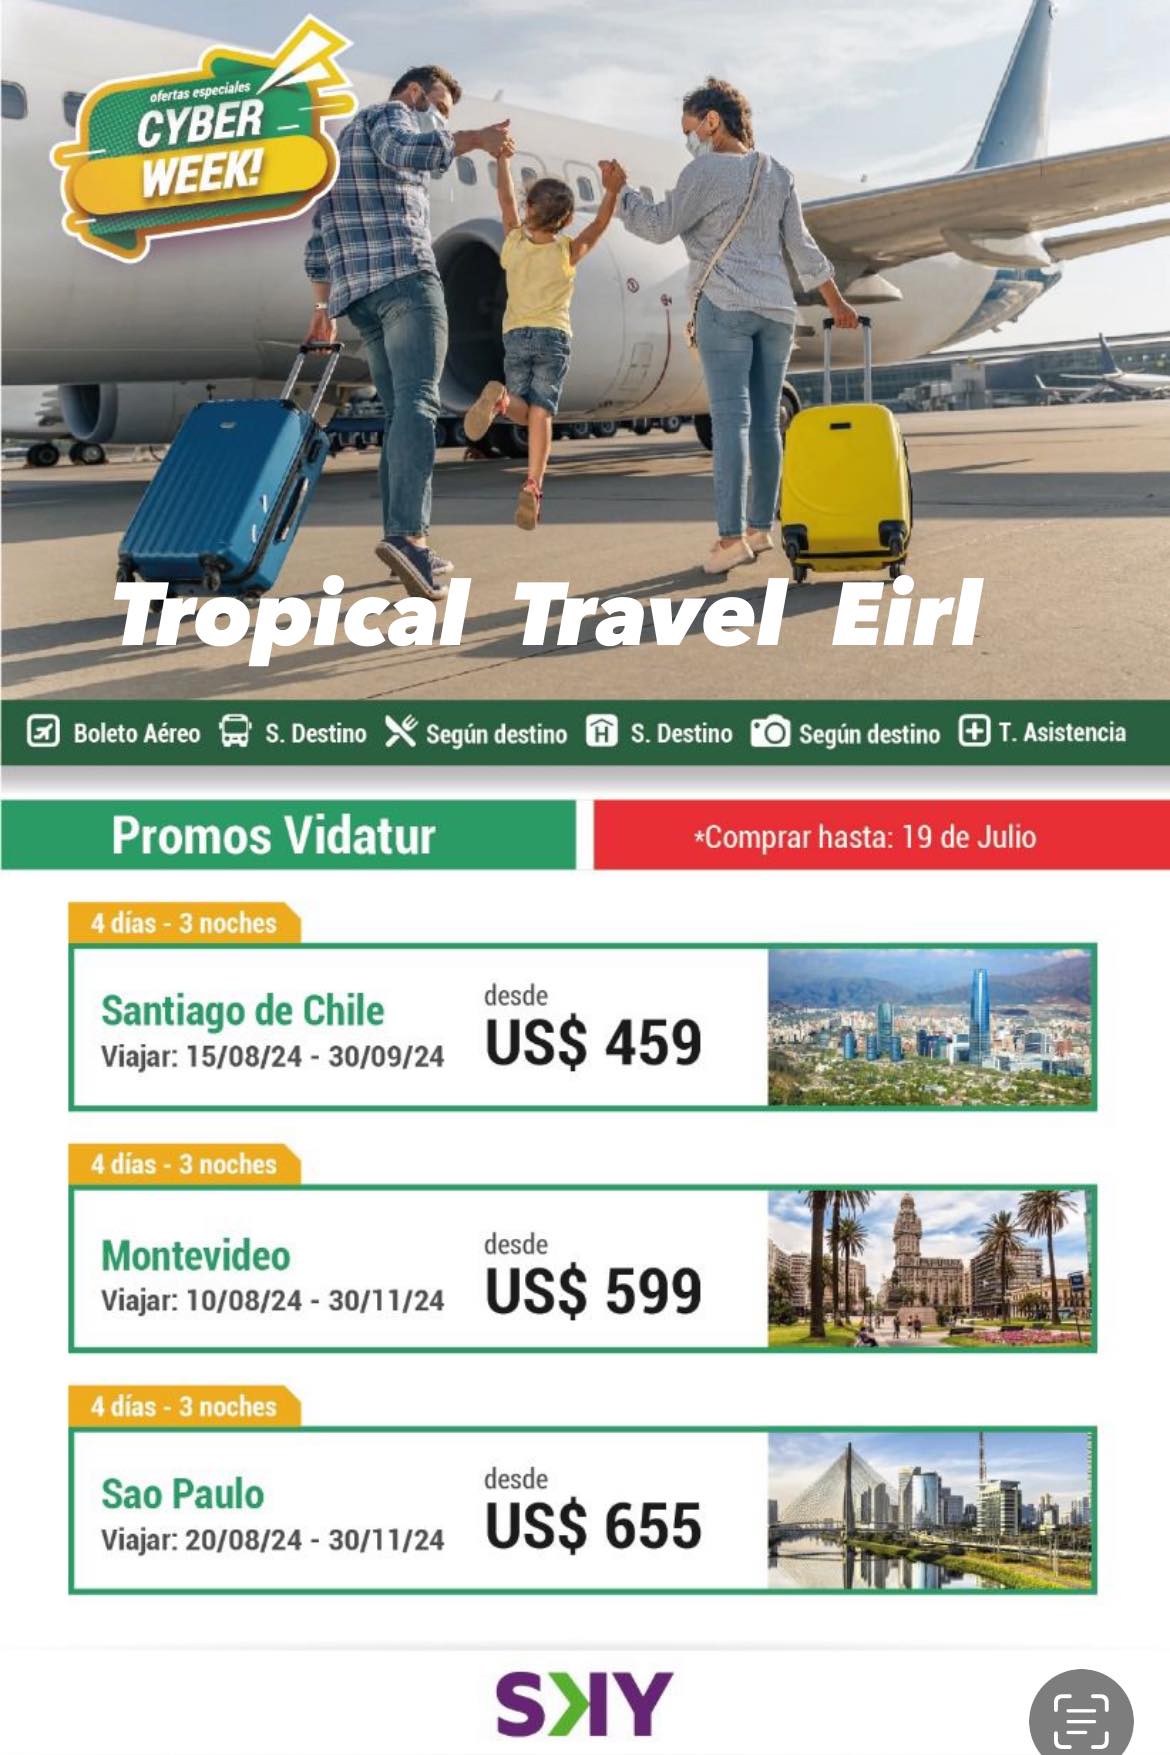 ofertas especiales
CYBER
WEEK!
Tropical Travel Eirl
Boleto Aéreo S. Destino Según destino H S. Destino Según destino T. Asistencia
Promos Vidatur
*Comprar hasta: 19 de Julio
4 días - 3 noches
Santiago de Chile
Viajar: 15/08/24 - 30/09/24
desde
US$ 459
4 días - 3 noches
Montevideo
Viajar: 10/08/24 - 30/11/24
desde
US$ 599
4 días - 3 noches
Sao Paulo
Viajar: 20/08/24 - 30/11/24
desde
US$ 655
SKY